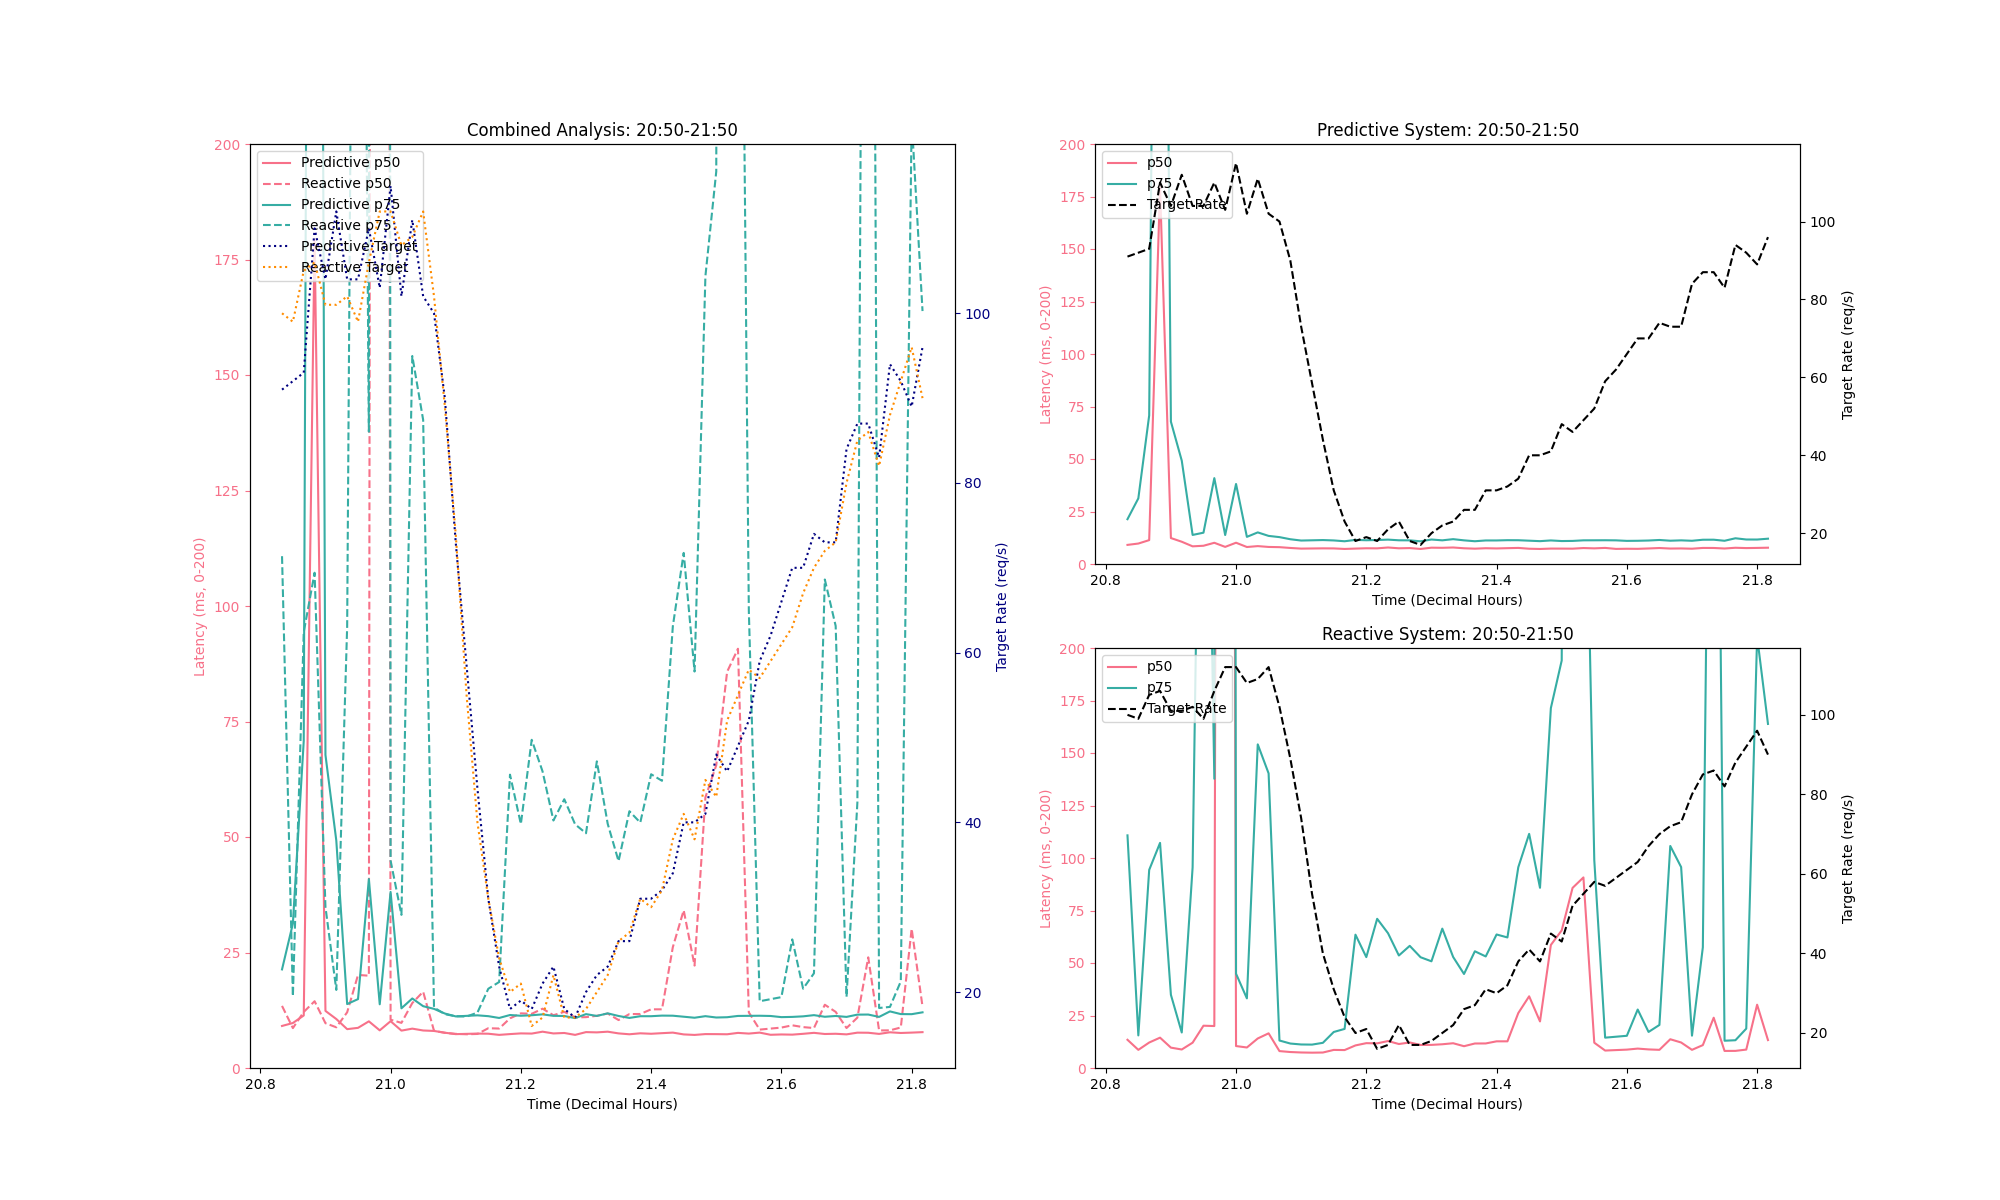 Combined Analysis: 20:50-21:50
Predictive p50
Reactive p50
Predictive p75
Reactive p75
Predictive Target
Reactive Target
200
175
150
125
100
75
50
25
0
Latency (ms, 0-200)
100
80
60
40
20
Target Rate (req/s)
20.8 21.0 21.2 21.4 21.6 21.8
Time (Decimal Hours)
Predictive System: 20:50-21:50
p50
p75
Target Rate
200
175
150
125
100
75
50
25
0
Latency (ms, 0-200)
100
80
60
40
20
Target Rate (req/s)
20.8 21.0 21.2 21.4 21.6 21.8
Time (Decimal Hours)
Reactive System: 20:50-21:50
p50
p75
Target Rate
200
175
150
125
100
75
50
25
0
Latency (ms, 0-200)
100
80
60
40
20
Target Rate (req/s)
20.8 21.0 21.2 21.4 21.6 21.8
Time (Decimal Hours)